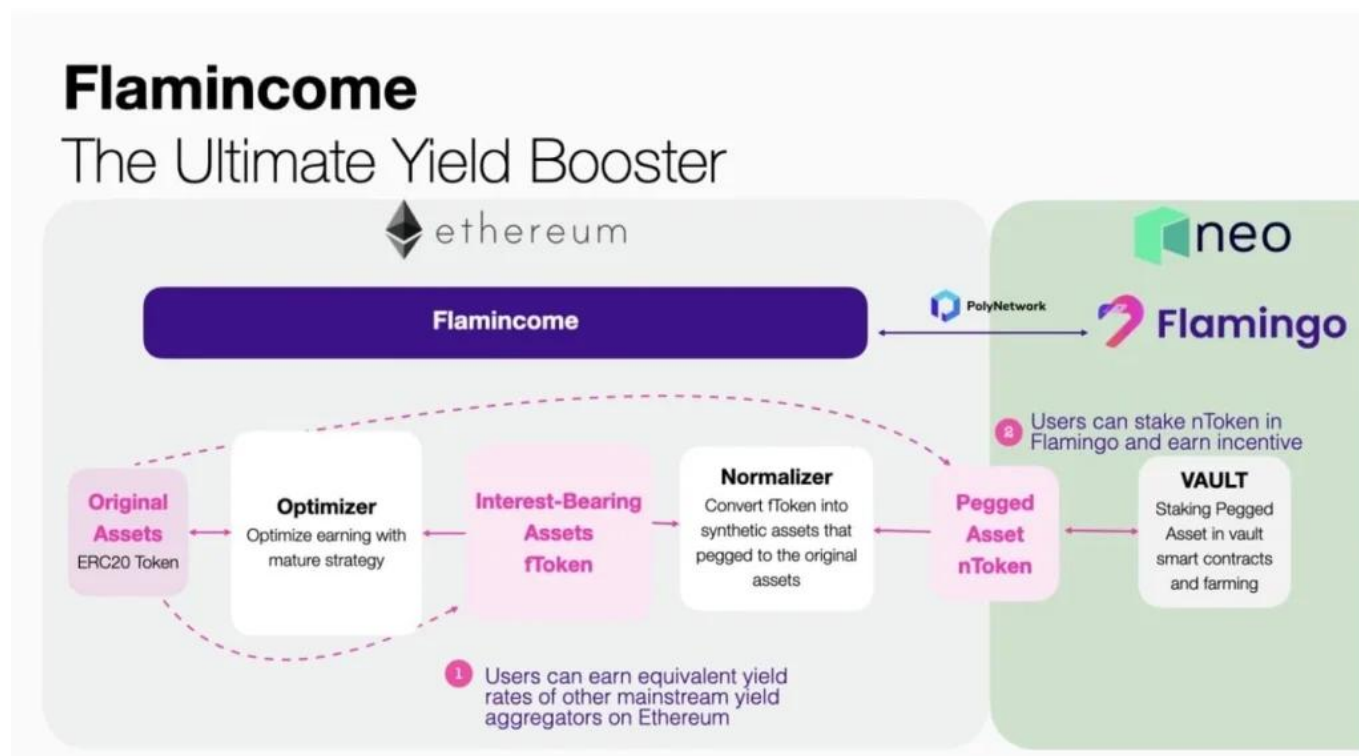 Flamincome
The Ultimate Yield Booster
ethereum
neo
Flamincome
PolyNetwork
Flamingo
2
Users can stake nToken in
Flamingo and earn incentive
Original
Assets
ERC20 Token
Optimizer
Optimize earning with
mature strategy
Interest-Bearing
Assets
fToken
Normalizer
Convert fToken into
synthetic assets that
pegged to the original
assets
Pegged
Asset
nToken
VAULT
Staking Pegged
Asset in vault
smart contracts
and farming
1
Users can earn equivalent yield
rates of other mainstream yield
aggregators on Ethereum